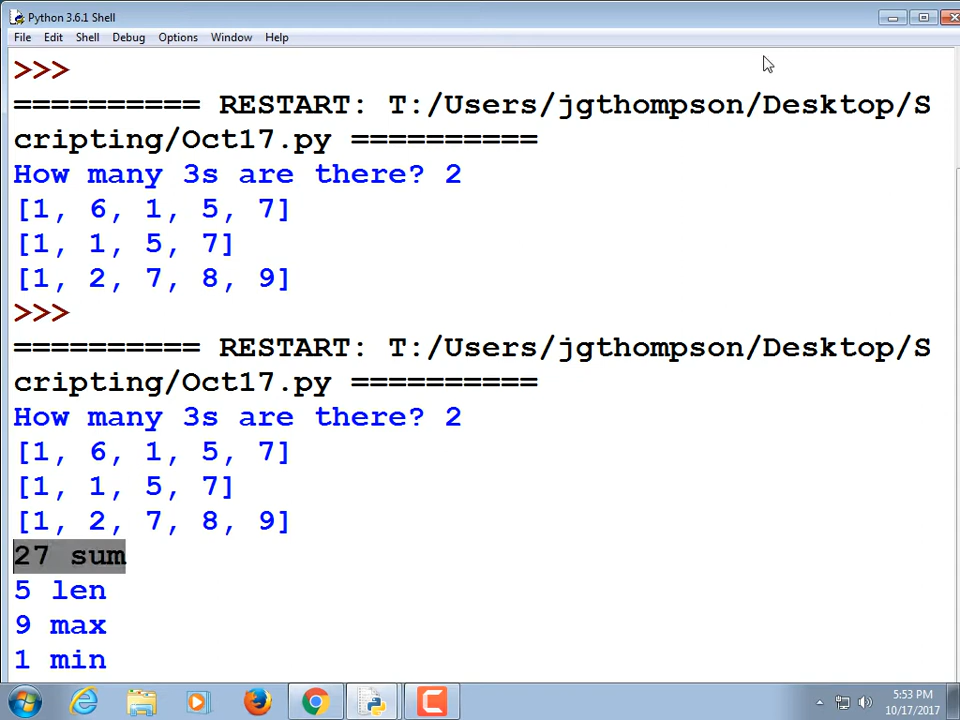 Python 3.6.1 Shell
File Edit Shell Debug Options Window Help
>>>
========== RESTART: T:/Users/jgthompson/Desktop/S
cripting/Oct17.py ==========
How many 3s are there? 2
[1, 6, 1, 5, 7]
[1, 1, 5, 7]
[1, 2, 7, 8, 9]
>>>
========== RESTART: T:/Users/jgthompson/Desktop/S
cripting/Oct17.py ==========
How many 3s are there? 2
[1, 6, 1, 5, 7]
[1, 1, 5, 7]
[1, 2, 7, 8, 9]
27 sum
5 len
9 max
1 min
5:53 PM
10/17/2017